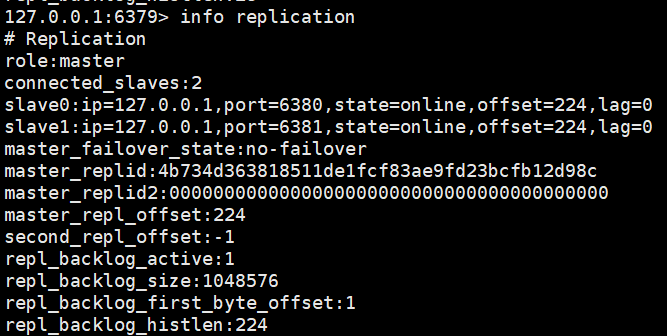 127.0.0.1:6379> info replication
# Replication
role:master
connected_slaves:2
slave0:ip=127.0.0.1,port=6380,state=online,offset=224,lag=0
slave1:ip=127.0.0.1,port=6381,state=online,offset=224,lag=0
master_failover_state:no-failover
master_replid:4b734d363818511de1fcf83ae9fd23bcfb12d98c
master_replid2:0000000000000000000000000000000000000000
master_repl_offset:224
second_repl_offset:-1
repl_backlog_active:1
repl_backlog_size:1048576
repl_backlog_first_byte_offset:1
repl_backlog_histlen:224